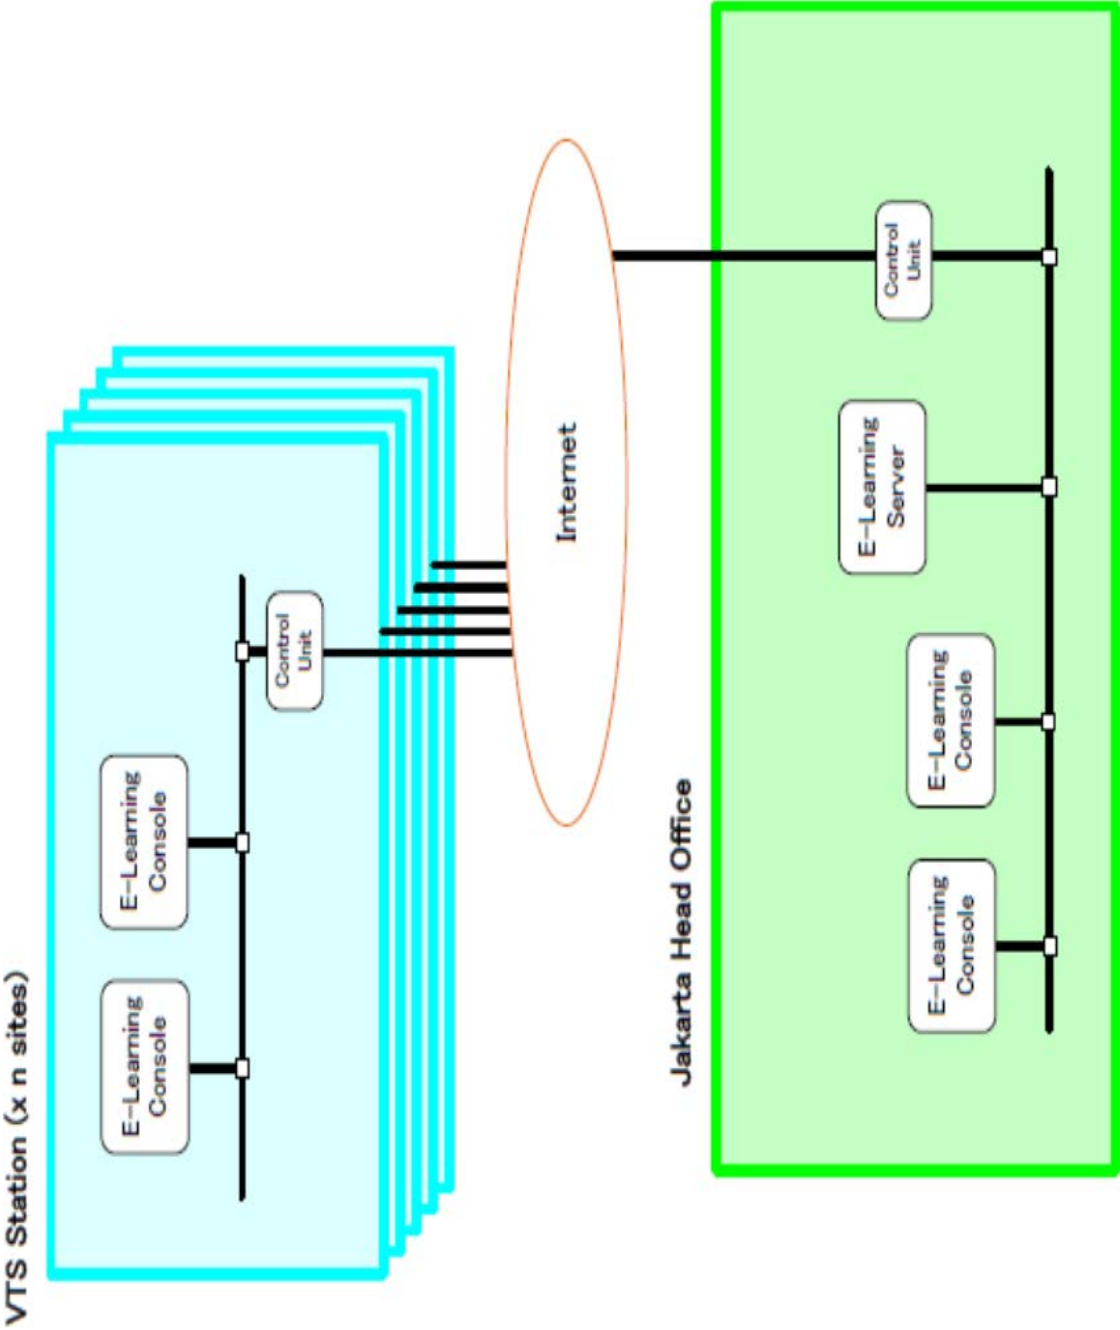 VTS Station (x n sites)
E-Learning
Console
E-Learning
Console
Control
Unit
Internet
Jakarta Head Office
E-Learning
Console
E-Learning
Console
E-Learning
Server
Control
Unit